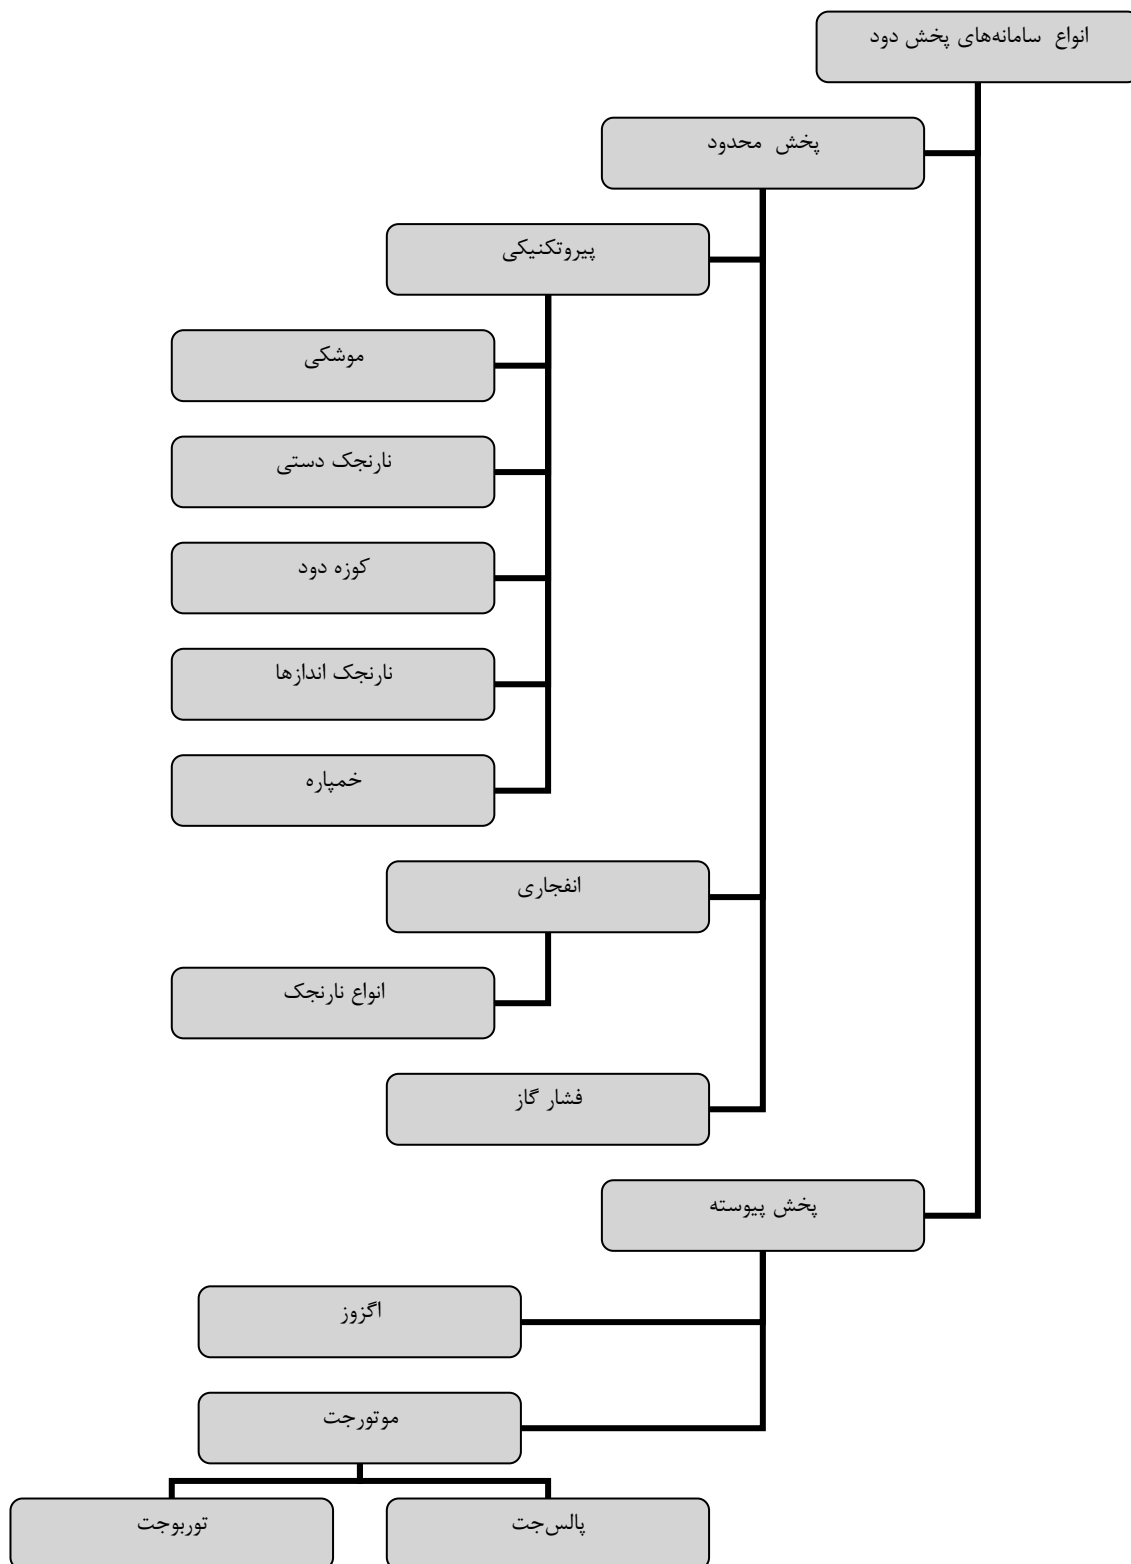 انواع سامانه‌های پخش دود
پخش محدود
پیروتکنیکی
موشکی
نارنجک دستی
کوزه دود
نارنجک اندازها
خمپاره
انفجاری
انواع نارنجک
فشار گاز
پخش پیوسته
اگزوز
موتورجت
پالس‌جت
توربوجت